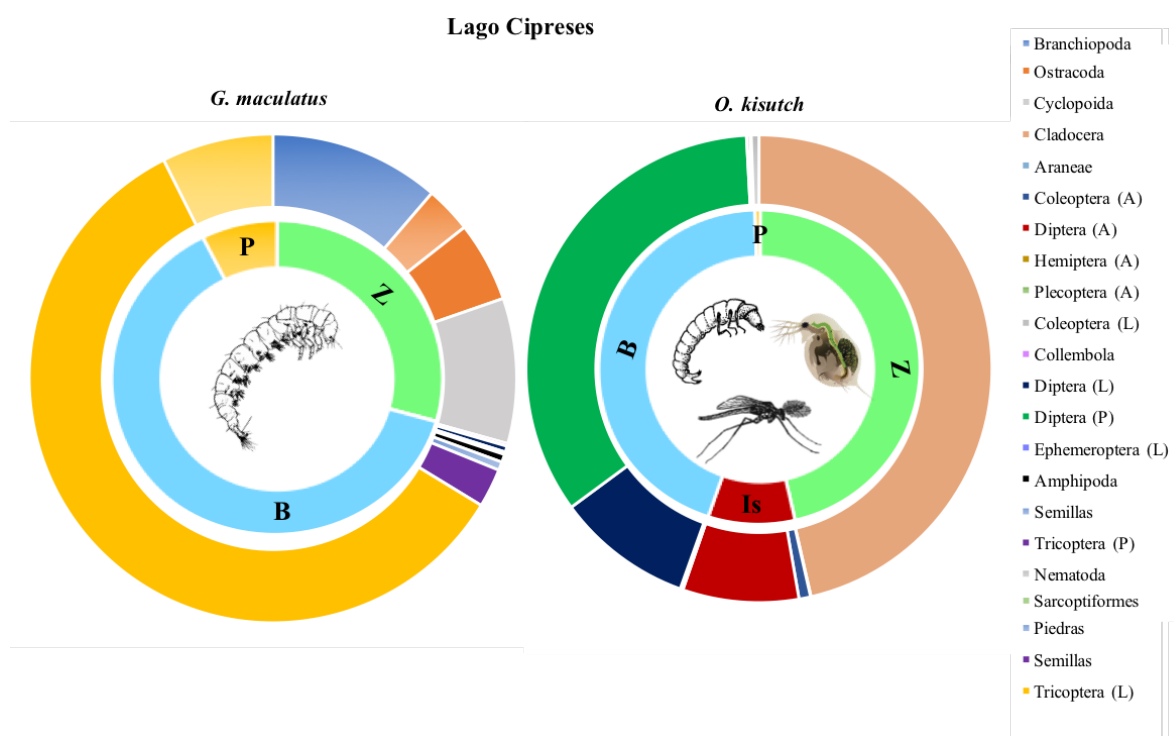 Lago Cipreses
G. maculatus
O. kisutch
P
Z
B
P
Z
B
Is
Branchiopoda
Ostracoda
Cyclopoida
Cladocera
Araneae
Coleoptera (A)
Diptera (A)
Hemiptera (A)
Plecoptera (A)
Coleoptera (L)
Collembola
Diptera (L)
Diptera (P)
Ephemeroptera (L)
Amphipoda
Semillas
Tricoptera (P)
Nematoda
Sarcoptiformes
Piedras
Semillas
Tricoptera (L)